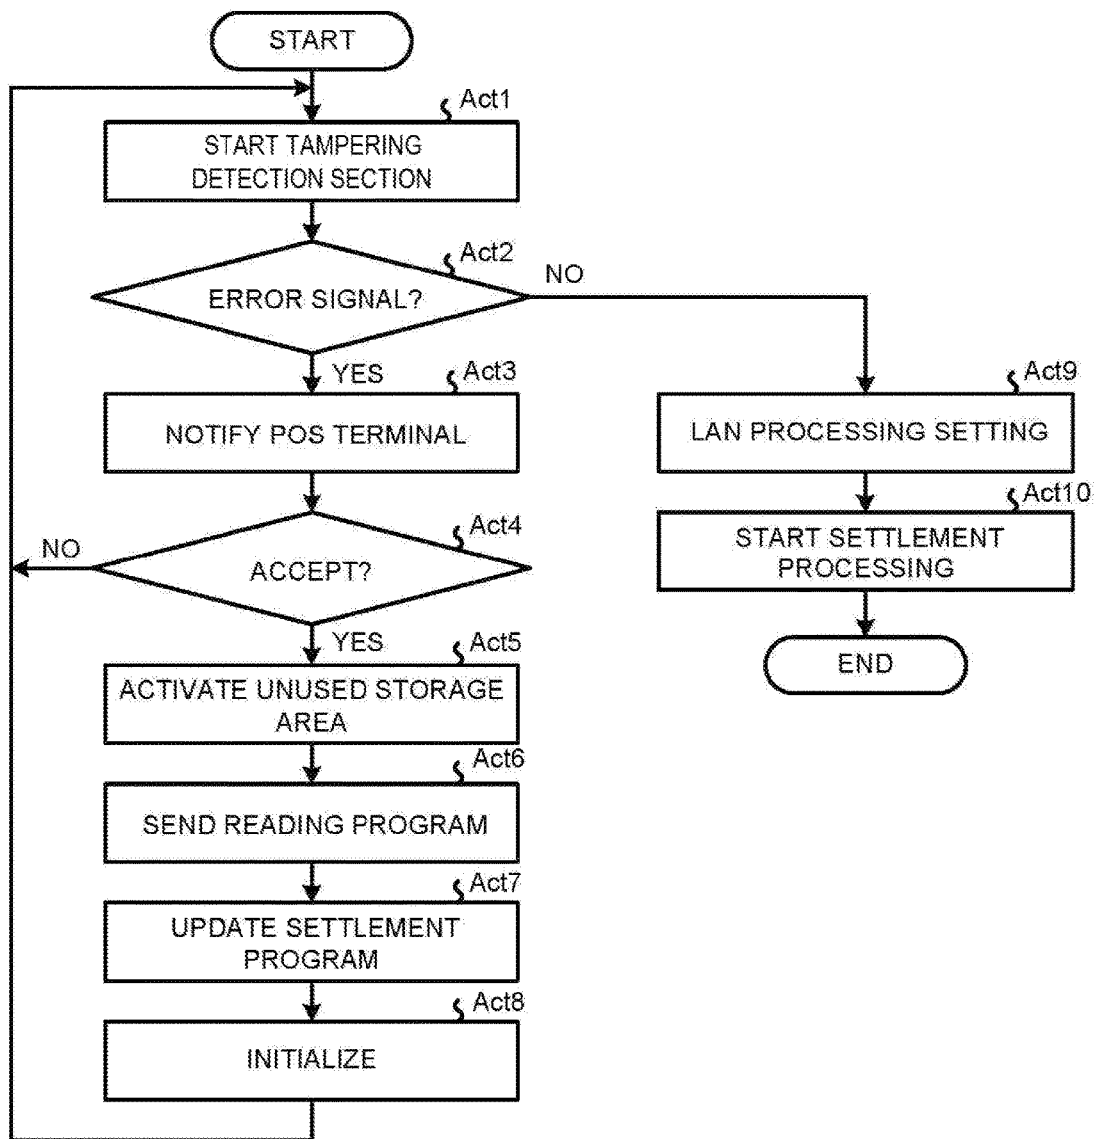 START
Act1
START TAMPERING
DETECTION SECTION
Act2
ERROR SIGNAL?
NO
YES
Act3
NOTIFY POS TERMINAL
Act9
LAN PROCESSING SETTING
Act4
NO
ACCEPT?
Act10
START SETTLEMENT
PROCESSING
YES
Act5
ACTIVATE UNUSED STORAGE
AREA
END
Act6
SEND READING PROGRAM
Act7
UPDATE SETTLEMENT
PROGRAM
Act8
INITIALIZE